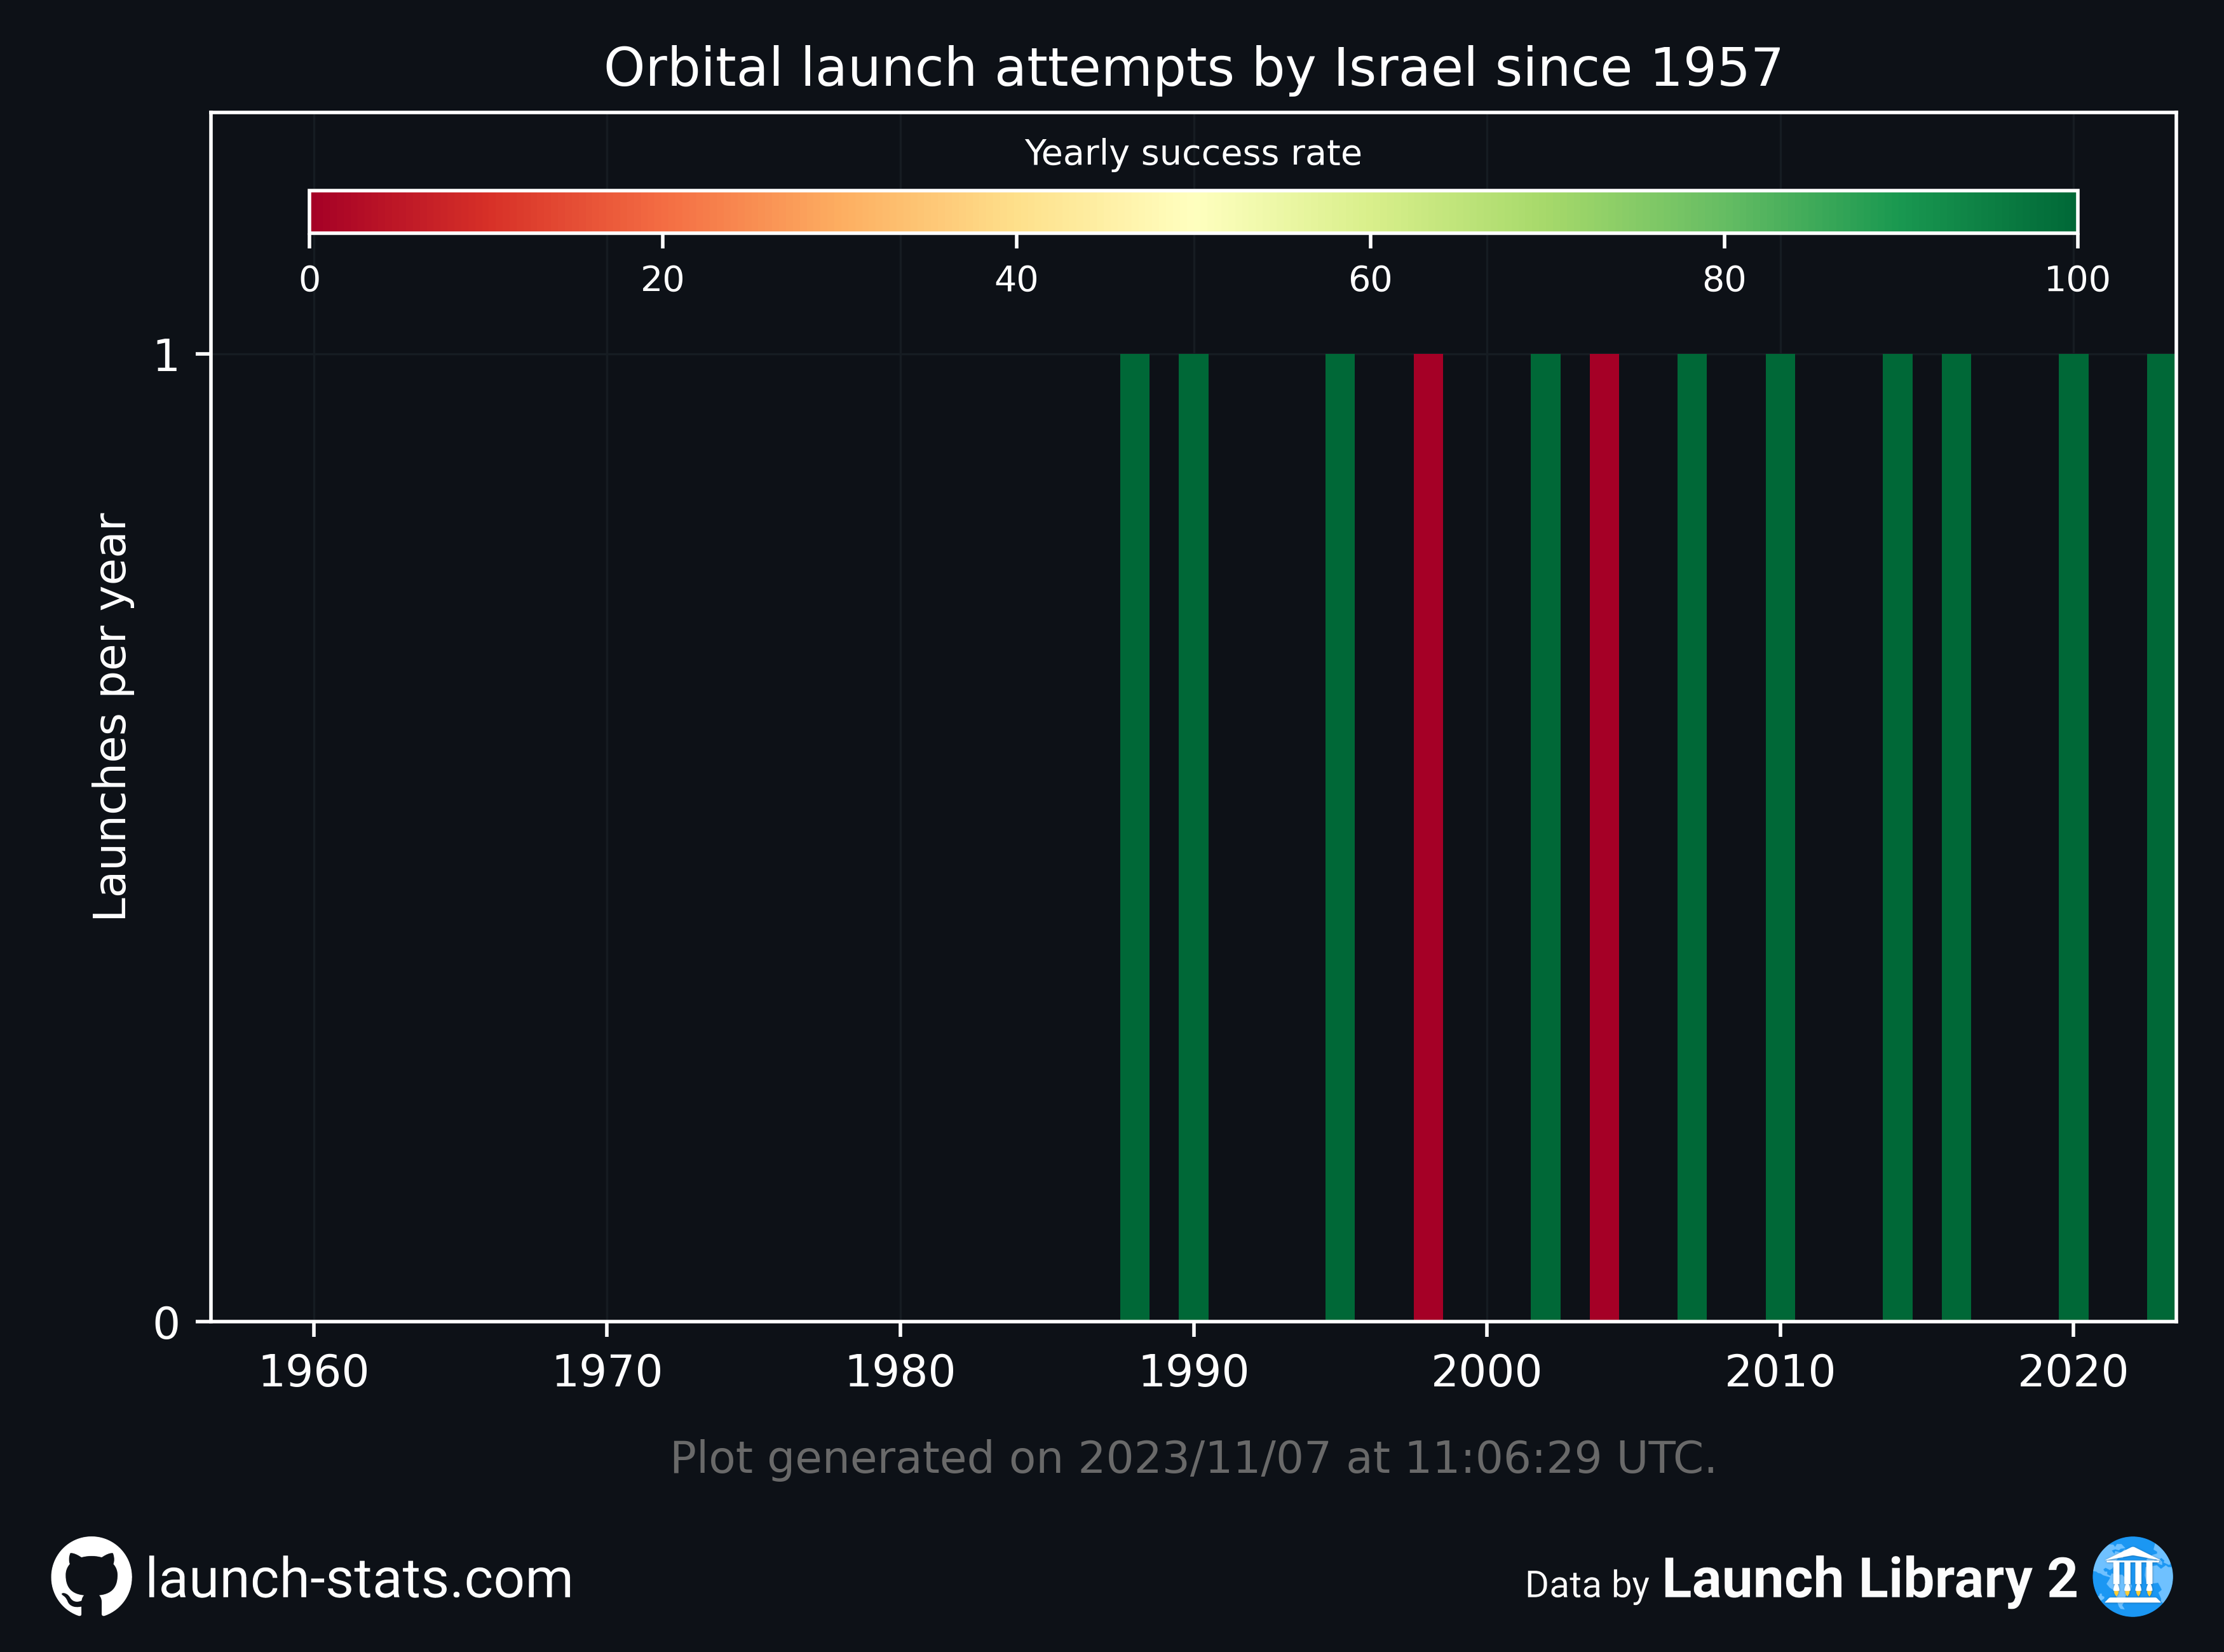 Orbital launch attempts by Israel since 1957
Yearly success rate
0 20 40 60 80 100
1
Launches per year
0
1960 1970 1980 1990 2000 2010 2020
Plot generated on 2023/11/07 at 11:06:29 UTC.
launch-stats.com
Data by Launch Library 2